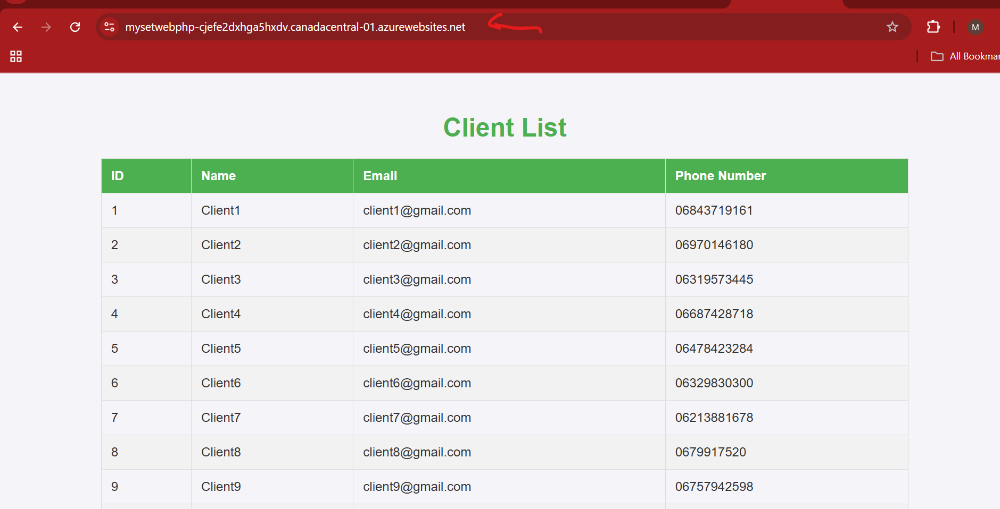 mysetwebphp-cjefe2dxhga5hxdv.canadacentral-01.azurewebsites.net
M
All Bookmar
Client List
ID Name Email Phone Number
1 Client1 client1@gmail.com 06843719161
2 Client2 client2@gmail.com 06970146180
3 Client3 client3@gmail.com 06319573445
4 Client4 client4@gmail.com 06687428718
5 Client5 client5@gmail.com 06478423284
6 Client6 client6@gmail.com 06329830300
7 Client7 client7@gmail.com 06213881678
8 Client8 client8@gmail.com 0679917520
9 Client9 client9@gmail.com 06757942598